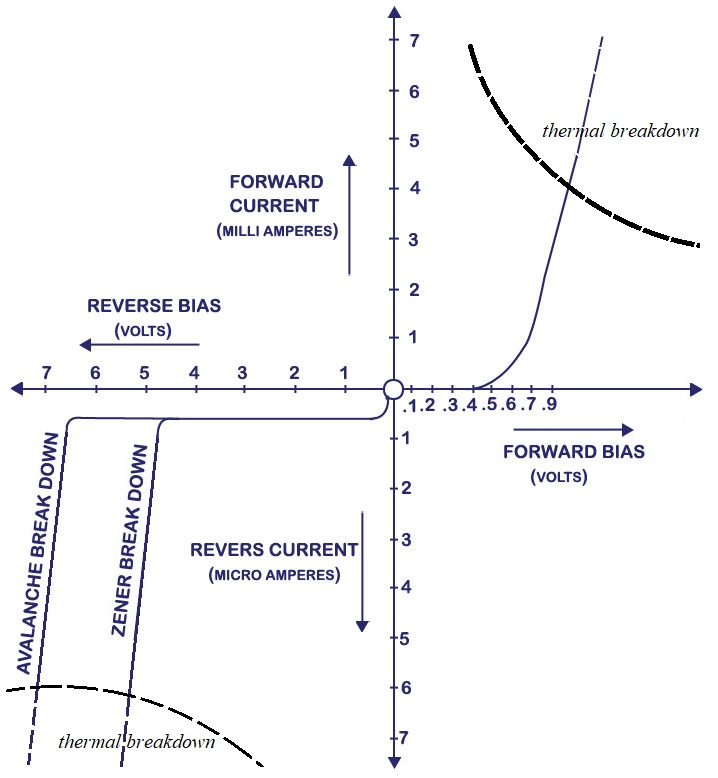 7
6
thermal breakdown
5
4
FORWARD
CURRENT
(MILLI AMPERES)
3
2
REVERSE BIAS
(VOLTS)
1
7 6 5 4 3 2 1
.1 .2 .3 .4 .5 .6 .7 .9
1
FORWARD BIAS
(VOLTS)
AVALANCHE BREAK DOWN
ZENER BREAK DOWN
2
3
REVERS CURRENT
(MICRO AMPERES)
4
5
6
7
thermal breakdown